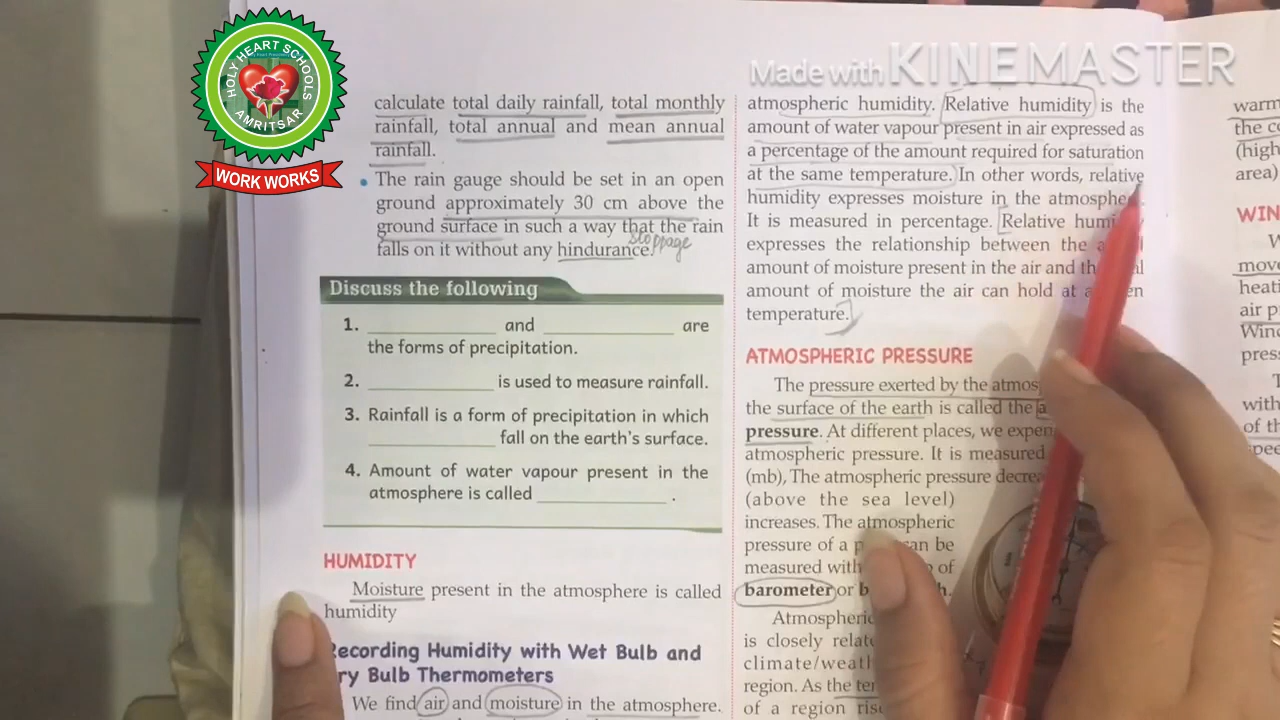 HOLY HEART SCHOOLS
AMRITSAR
WORK WORKS
Made with KINEMASTER
calculate total daily rainfall, total monthly
rainfall, total annual and mean annual
rainfall.
• The rain gauge should be set in an open
ground approximately 30 cm above the
ground surface in such a way that the rain
stoppage
falls on it without any hindurance.
Discuss the following
1. ____________ and ____________ are
the forms of precipitation.
2. ____________ is used to measure rainfall.
3. Rainfall is a form of precipitation in which
____________ fall on the earth's surface.
4. Amount of water vapour present in the
atmosphere is called ____________ .
HUMIDITY
Moisture present in the atmosphere is called
humidity
Recording Humidity with Wet Bulb and
ry Bulb Thermometers
We find air and moisture in the atmosphere.
atmospheric humidity. Relative humidity is the
amount of water vapour present in air expressed as
a percentage of the amount required for saturation
at the same temperature. In other words, relative
humidity expresses moisture in the atmosphe
It is measured in percentage. Relative humi
expresses the relationship between the a
amount of moisture present in the air and th
amount of moisture the air can hold at a en
temperature.
ATMOSPHERIC PRESSURE
The pressure exerted by the atmos
the surface of the earth is called the a
pressure. At different places, we expe
atmospheric pressure. It is measured
(mb), The atmospheric pressure decre
(above the sea level)
increases. The atmospheric
pressure of a p can be
measured with of
barometer or b
Atmospheric
is closely relat
climate/weath
region. As the te
of a region ris
warm
the c
(high
area)
WIN
W
move
heati
air p
Winc
press
T
with
of th
spee